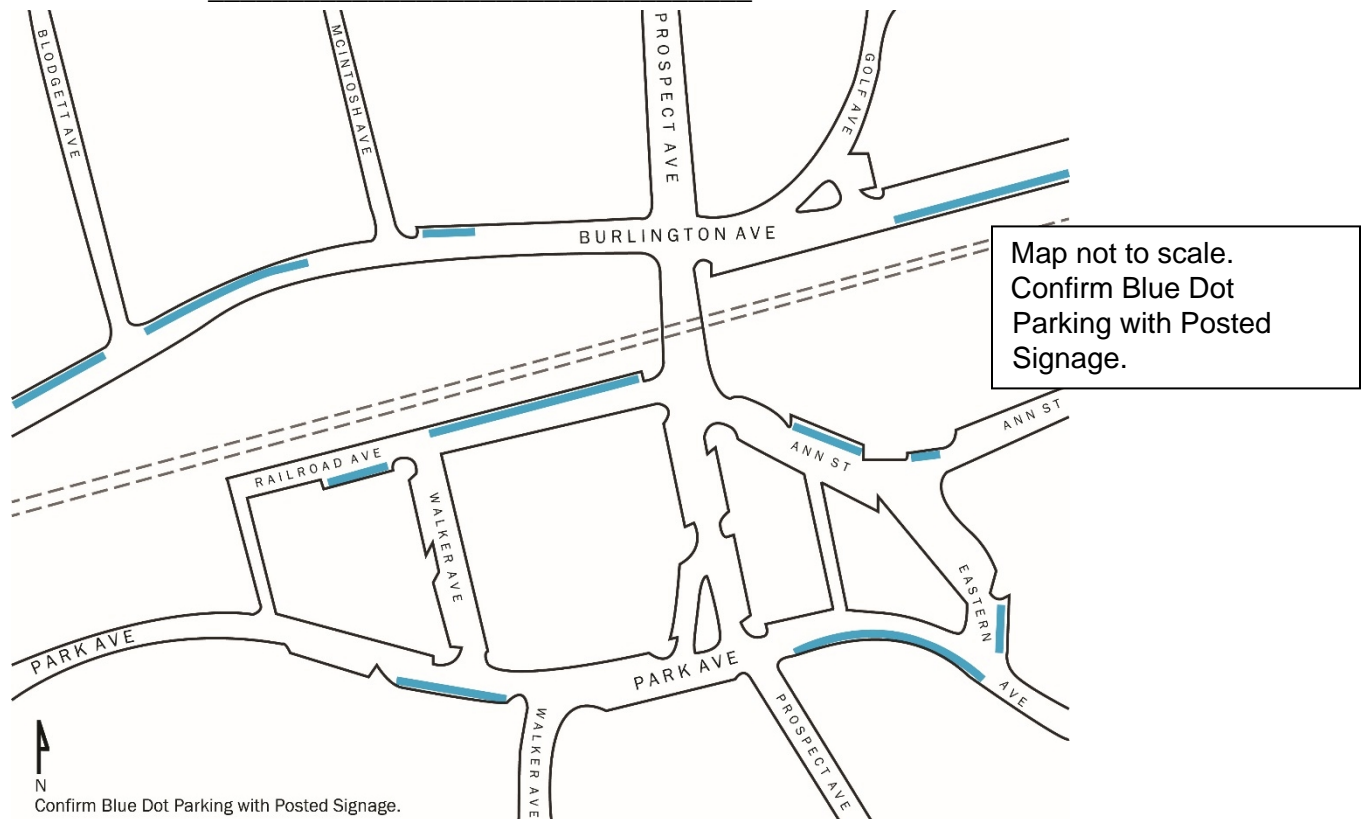 BLODGETT AVE
MCINTOSH AVE
PROSPECT AVE
GOLF AVE
BURLINGTON AVE
Map not to scale.
Confirm Blue Dot
Parking with Posted
Signage.
ANN ST
ANN ST
RAILROAD AVE
WALKER AVE
EASTERN
AVE
PARK AVE
PARK AVE
WALKER AVE
PROSPECT AVE
N
Confirm Blue Dot Parking with Posted Signage.